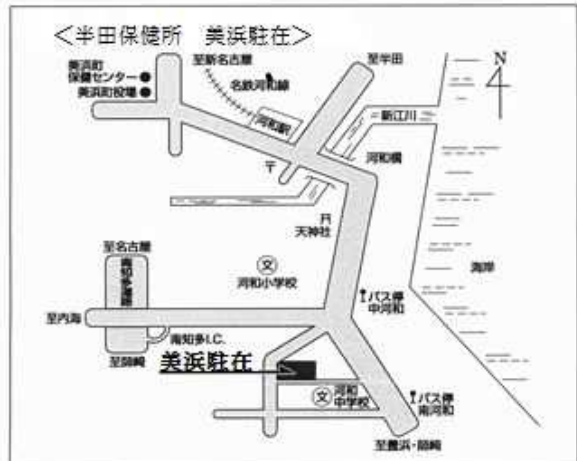 ＜半田保健所　美浜駐在＞
至新名古屋
至半田
N
美浜町
保健センター
美浜町役場
名鉄河和線
新江川
河和駅
河和橋
〒
天神社
至名古屋
南知多道路
文
河和小学校
海岸
バス停
中河和
至内海
南知多I.C.
至師崎
美浜駐在
文
河和
中学校
バス停
南河和
至豊浜・師崎